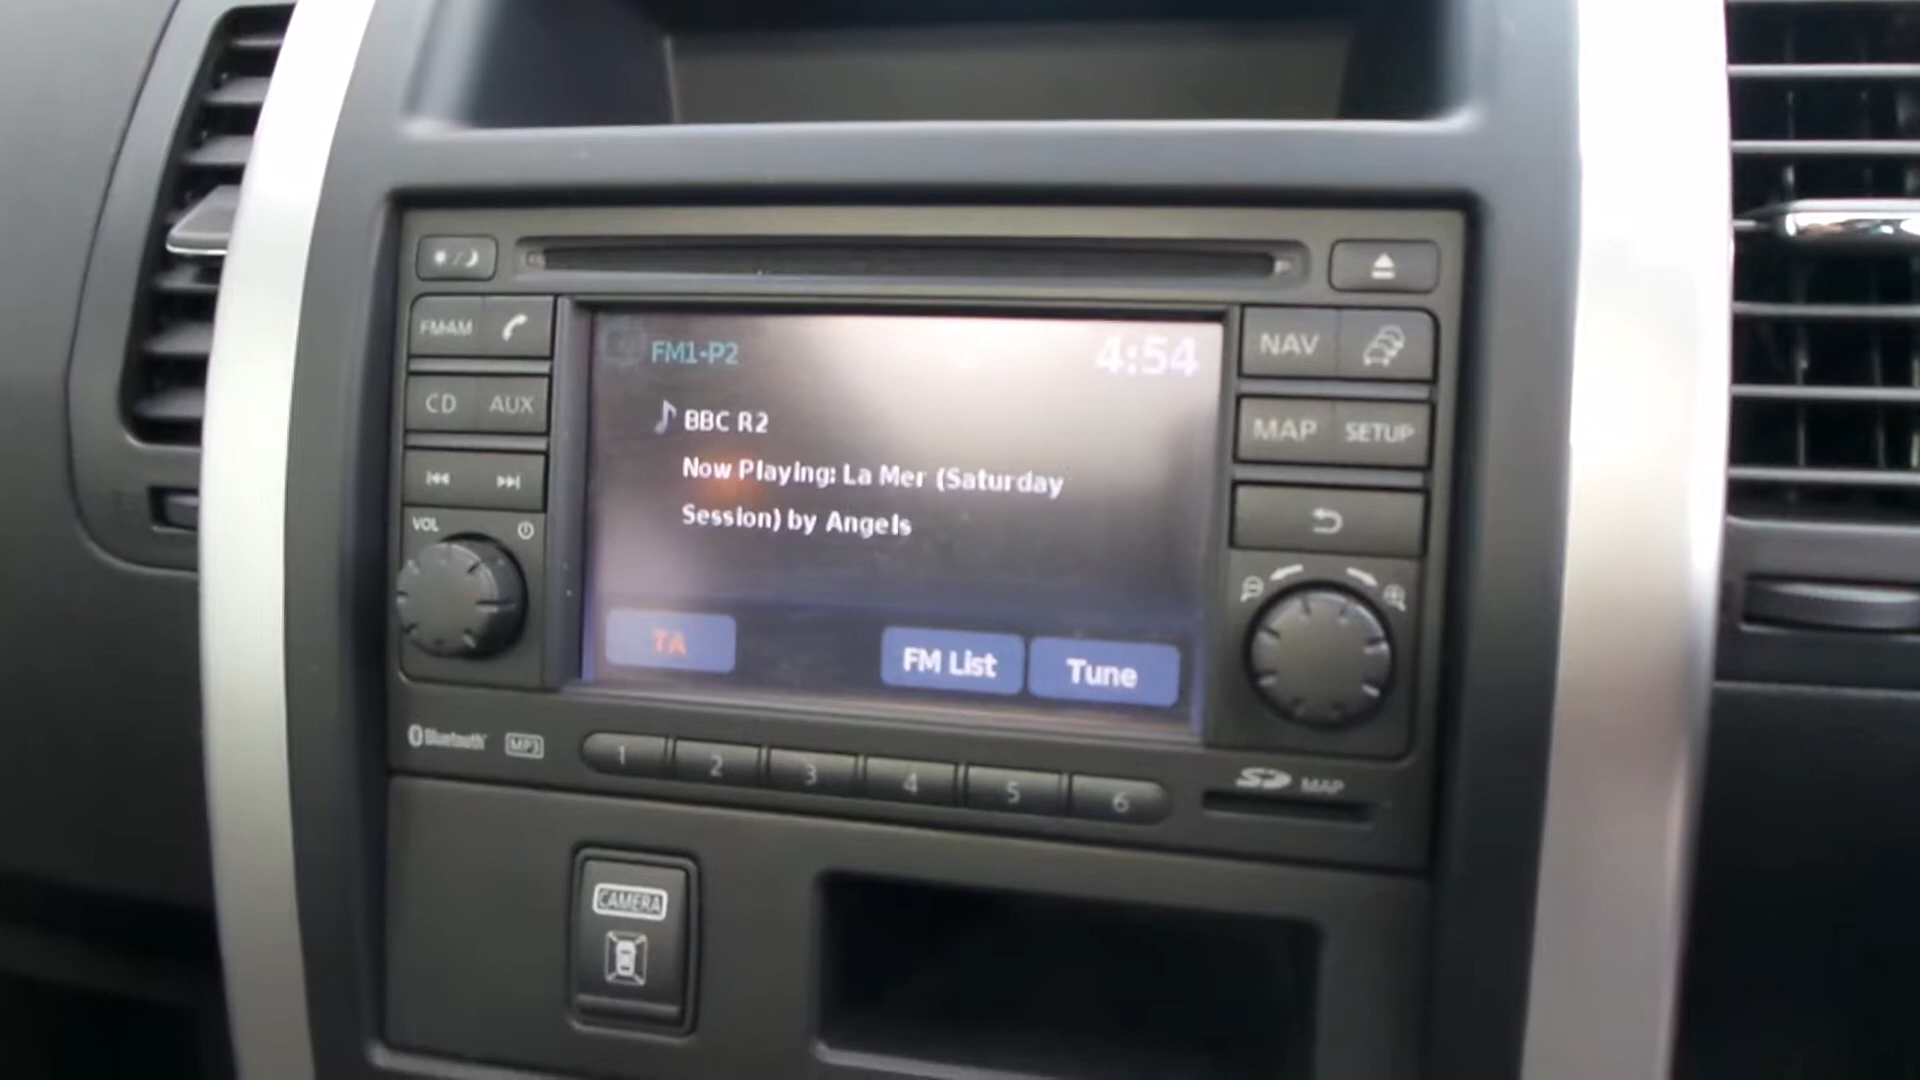 FM·AM
CD AUX
VOL
FM1-P2
4:54
BBC R2
Now Playing: La Mer (Saturday
Session) by Angels
TA
FM List
Tune
NAV
MAP SETUP
Bluetooth
MP3
1 2 3 4 5 6
SD MAP
CAMERA